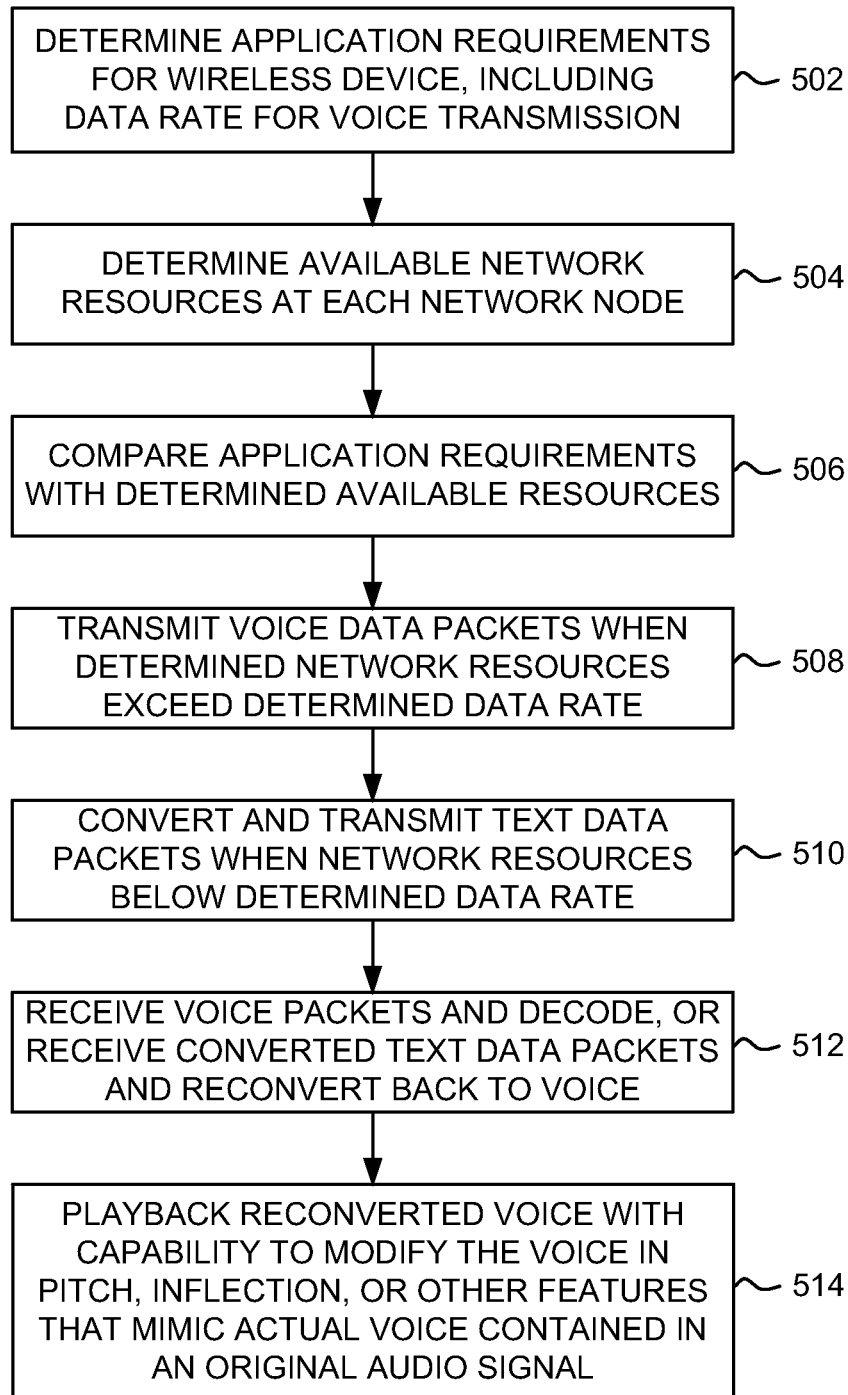 DETERMINE APPLICATION REQUIREMENTS
FOR WIRELESS DEVICE, INCLUDING
DATA RATE FOR VOICE TRANSMISSION
502
DETERMINE AVAILABLE NETWORK
RESOURCES AT EACH NETWORK NODE
504
COMPARE APPLICATION REQUIREMENTS
WITH DETERMINED AVAILABLE RESOURCES
506
TRANSMIT VOICE DATA PACKETS WHEN
DETERMINED NETWORK RESOURCES
EXCEED DETERMINED DATA RATE
508
CONVERT AND TRANSMIT TEXT DATA
PACKETS WHEN NETWORK RESOURCES
BELOW DETERMINED DATA RATE
510
RECEIVE VOICE PACKETS AND DECODE, OR
RECEIVE CONVERTED TEXT DATA PACKETS
AND RECONVERT BACK TO VOICE
512
PLAYBACK RECONVERTED VOICE WITH
CAPABILITY TO MODIFY THE VOICE IN
PITCH, INFLECTION, OR OTHER FEATURES
THAT MIMIC ACTUAL VOICE CONTAINED IN
AN ORIGINAL AUDIO SIGNAL
514